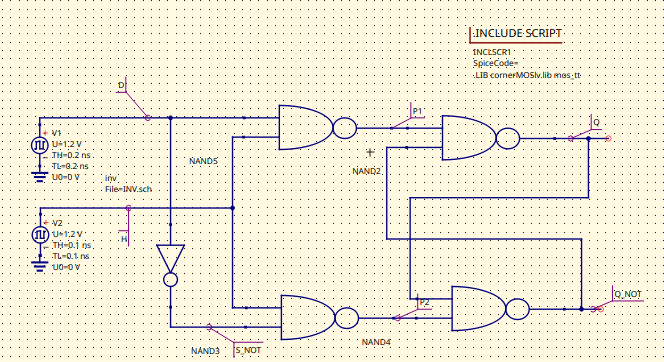 .INCLUDE SCRIPT
INCLSCR1
SpiceCode=
.LIB cornerMOSlv.lib mos_tt
D
P1
Q
V1
U=1.2 V
TH=0.2 ns
TL=0.2 ns
U0=0 V
NAND5
NAND2
inv
File=INV.sch
V2
U=1.2 V
TH=0.1 ns
TL=0.1 ns
U0=0 V
H
P2
Q_NOT
NAND3
S_NOT
NAND4